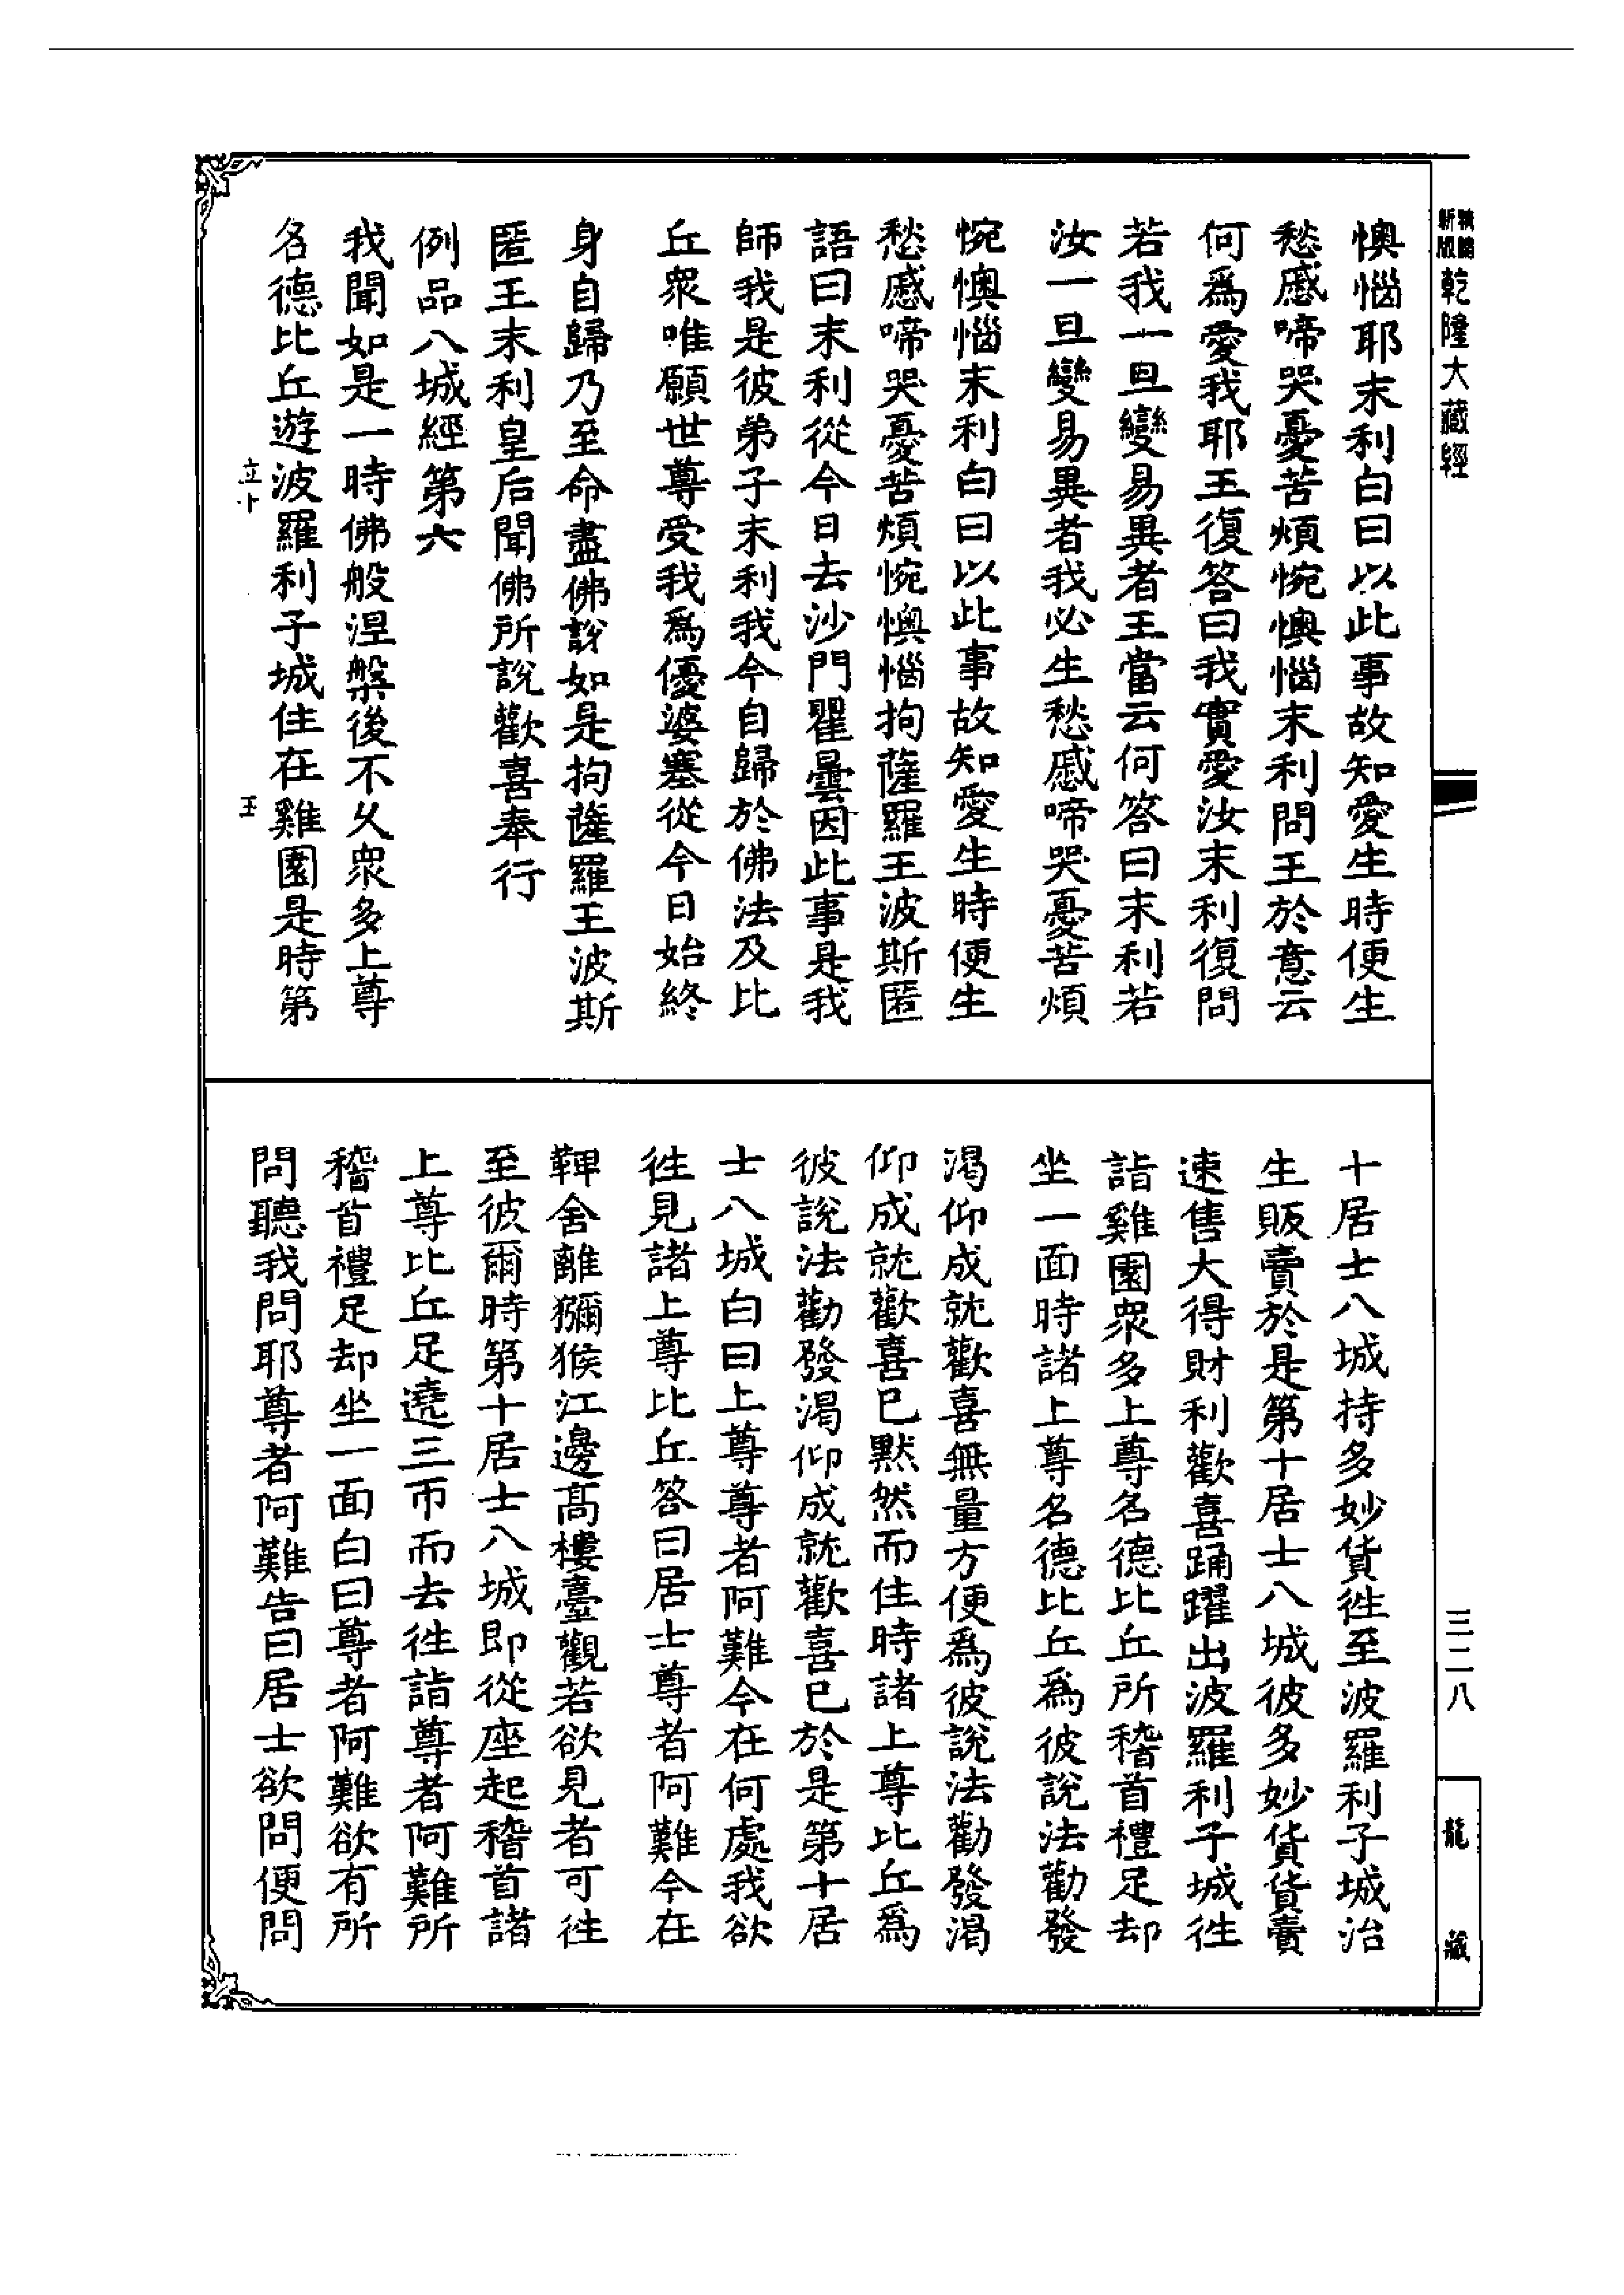 新版
精縮
乾隆大藏經
懊惱耶末利白曰以此事故知愛生時便生
愁慼啼哭憂苦煩惋懊惱末利問王於意云
何爲愛我耶王復答曰我實愛汝末利復問
若我一旦變易異者王當云何答曰末利若
汝一旦變易異者我必生愁慼啼哭憂苦煩
惋懊惱末利白曰以此事故知愛生時便生
愁慼啼哭憂苦煩惋懊惱拘薩羅王波斯匿
語曰末利從今日去沙門瞿曇因此事是我
師我是彼弟子末利我今自歸於佛法及比
丘衆唯願世尊受我爲優婆塞從今日始終
身自歸乃至命盡佛說如是拘薩羅王波斯
匿王末利皇后聞佛所說歡喜奉行
例品八城經第六
我聞如是一時佛般涅槃後不久衆多上尊
名德比丘遊波羅利子城住在雞園是時第
立十
王
十居士八城持多妙貨徃至波羅利子城治
生販賣於是第十居士八城彼多妙貨貨賣
速售大得財利歡喜踊躍出波羅利子城徃
詣雞園衆多上尊名德比丘所稽首禮足却
坐一面時諸上尊名德比丘爲彼說法勸發
渴仰成就歡喜無量方便爲彼說法勸發渴
仰成就歡喜已默然而住時諸上尊比丘爲
彼說法勸發渴仰成就歡喜已於是第十居
士八城白曰上尊尊者阿難今在何處我欲
徃見諸上尊比丘答曰居士尊者阿難今在
鞞舍離獼猴江邊高樓臺觀若欲見者可徃
至彼爾時第十居士八城即從座起稽首諸
上尊比丘足遶三帀而去徃詣尊者阿難所
稽首禮足却坐一面白曰尊者阿難欲有所
問聽我問耶尊者阿難告曰居士欲問便問
三二八
龍藏